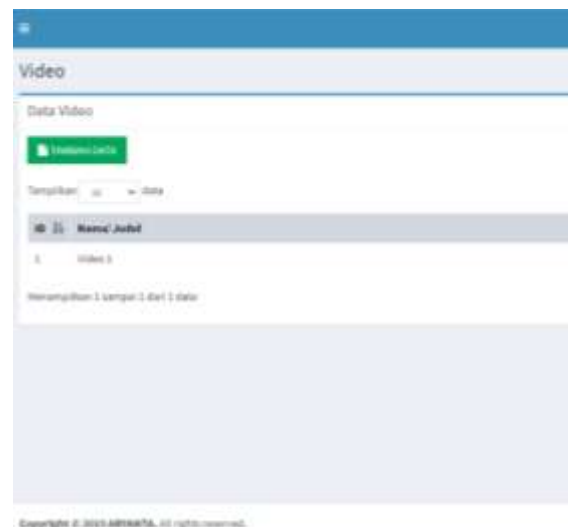 Video
Data Video
Tambah Data
Tampilkan 10 data
ID Nama/ Judul
1 Video 1
Menampilkan 1 sampai 1 dari 1 data
Copyright © All rights reserved.